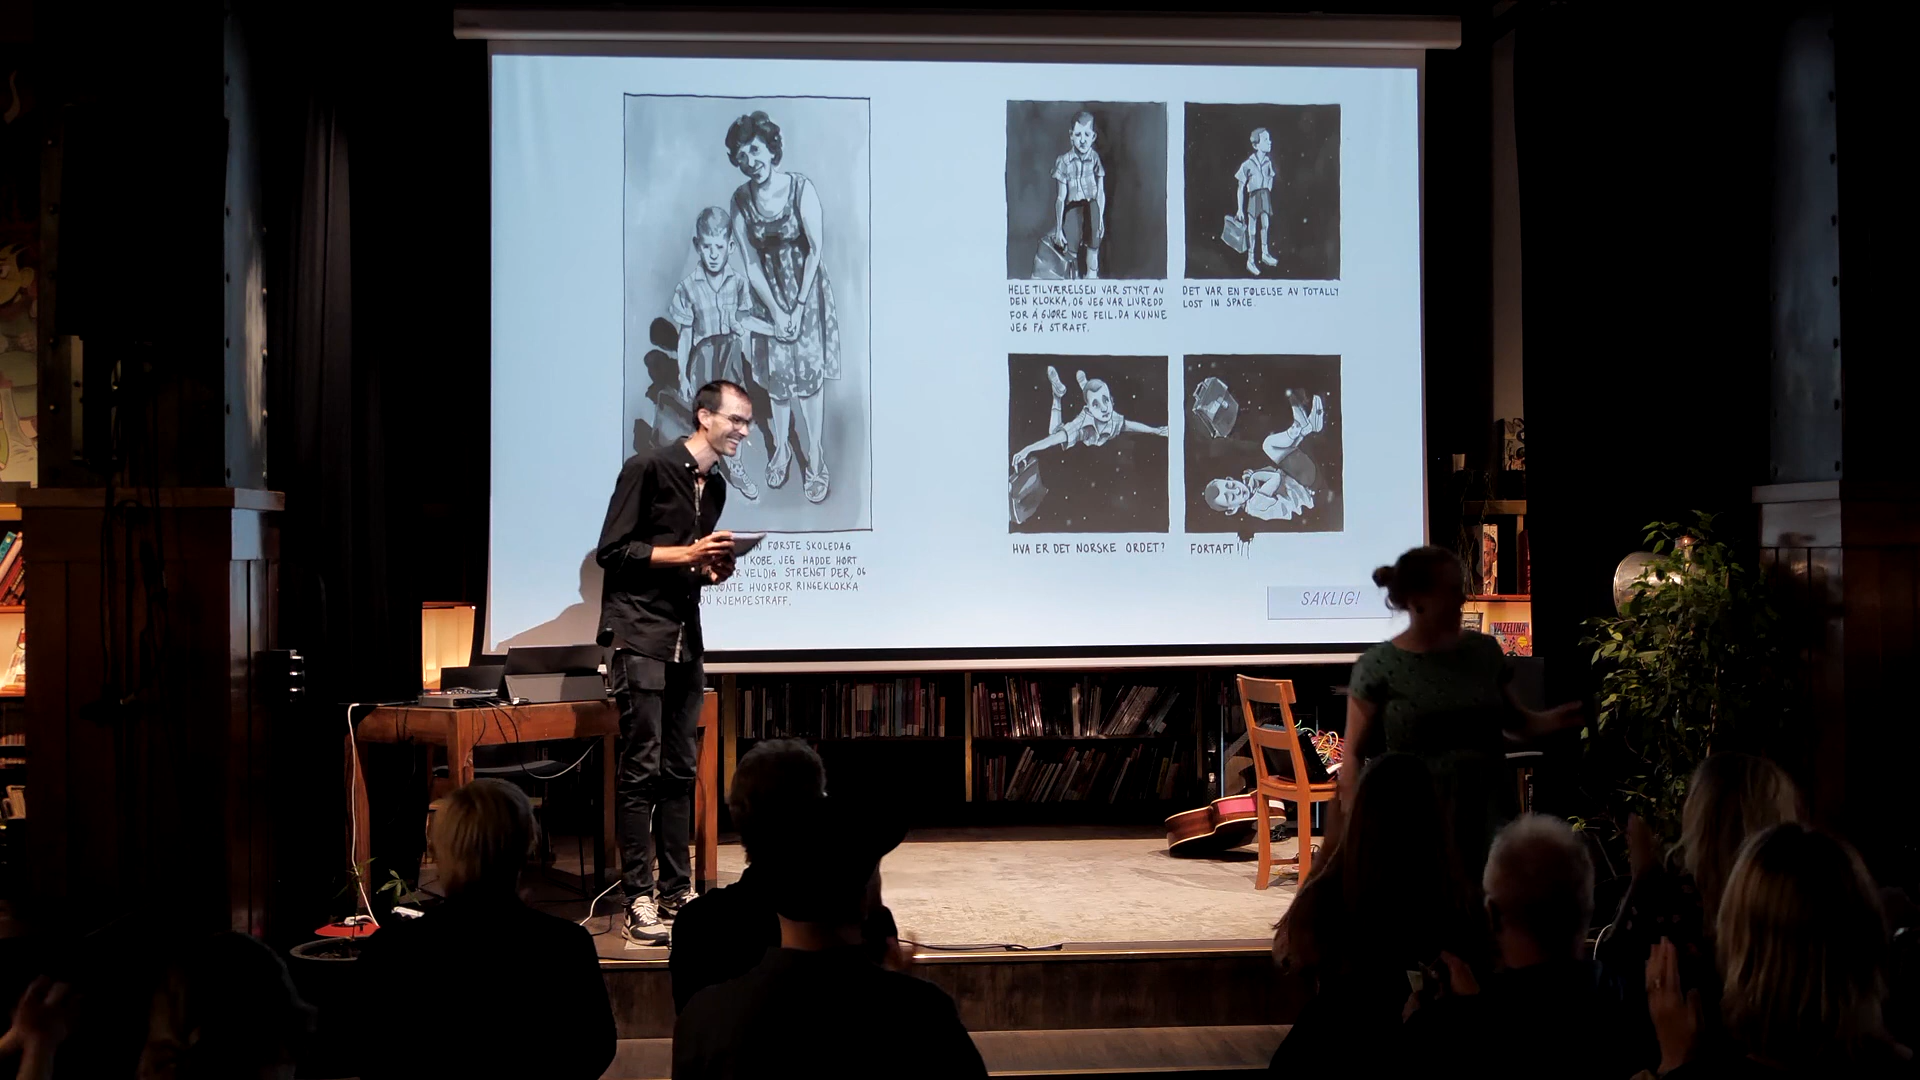 FØRSTE SKOLEDAG
I KOBE. JEG HADDE HØRT
VELDIG STRENGT DER, OG
HVORFOR RINGEKLOKKA
DU KJEMPESTRAFF.
HELE TILVÆRELSEN VAR STYRT AV
DEN KLOKKA, OG JEG VAR LIVREDD
FOR Å GJØRE NOE FEIL. DA KUNNE
JEG FÅ STRAFF.
DET VAR EN FØLELSE AV TOTALLY
LOST IN SPACE.
HVA ER DET NORSKE ORDET?
FORTAPT!
SAKLIG!
VAZELINA